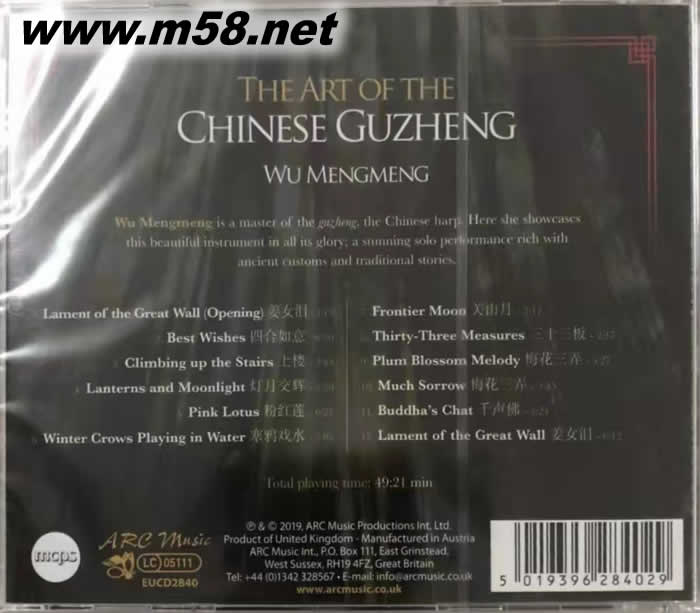 www.m58.net
THE ART OF THE
CHINESE GUZHENG
WU MENGMENG
Wu Mengmeng is a master of the guzheng, the Chinese harp. Here she showcases
this beautiful instrument in all its glory; a stunning solo performance rich with
ancient customs and traditional stories.
Lament of the Great Wall (Opening) 姜女泪
Best Wishes 四合如意
Climbing up the Stairs 上楼
Lanterns and Moonlight 灯月交辉
Pink Lotus 粉红莲
Winter Crows Playing in Water 寒鸦戏水
Frontier Moon 关山月
Thirty-Three Measures 三十三板
Plum Blossom Melody 梅花三弄
Much Sorrow 梅花三弄
Buddha's Chat 千声佛
Lament of the Great Wall 姜女泪
Total playing time: 49:21 min
mcps
ARC Music
LC 05111
EUCD2840
℗ & © 2019, ARC Music Productions Int. Ltd.
Product of United Kingdom - Manufactured in Austria
ARC Music Int., P.O. Box 111, East Grinstead,
West Sussex, RH19 4FZ, Great Britain
Tel: +44 (0)1342 328567 • E-mail: info@arcmusic.co.uk
www.arcmusic.co.uk
5 019396 284029